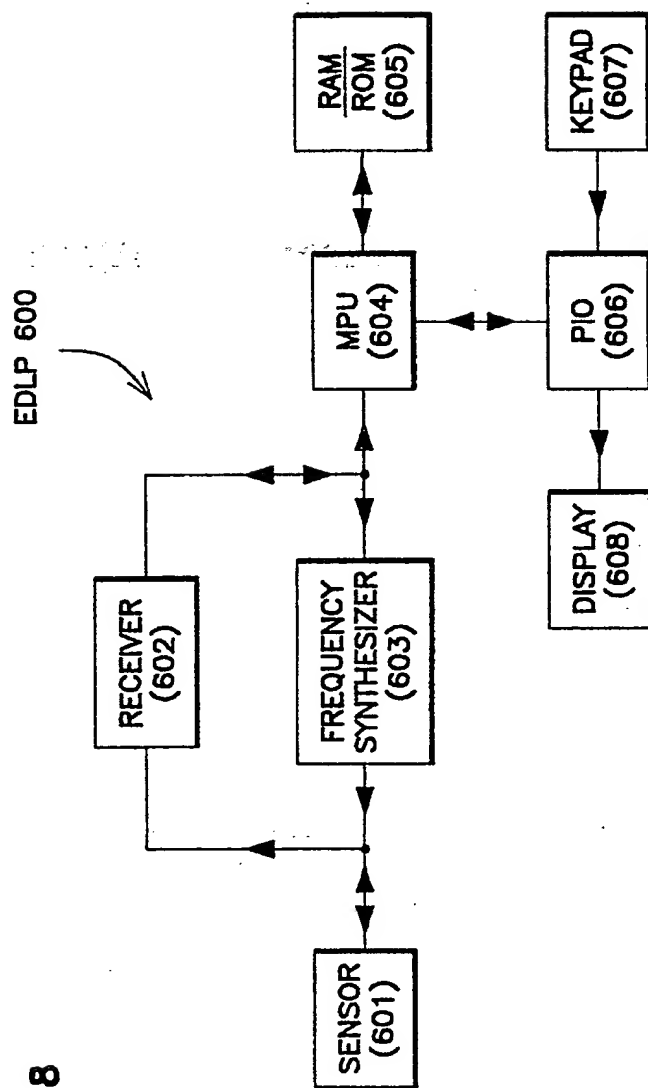 EDLP 600
RECEIVER
(602)
SENSOR
(601)
FREQUENCY
SYNTHESIZER
(603)
MPU
(604)
RAM
ROM
(605)
DISPLAY
(608)
PIO
(606)
KEYPAD
(607)
8